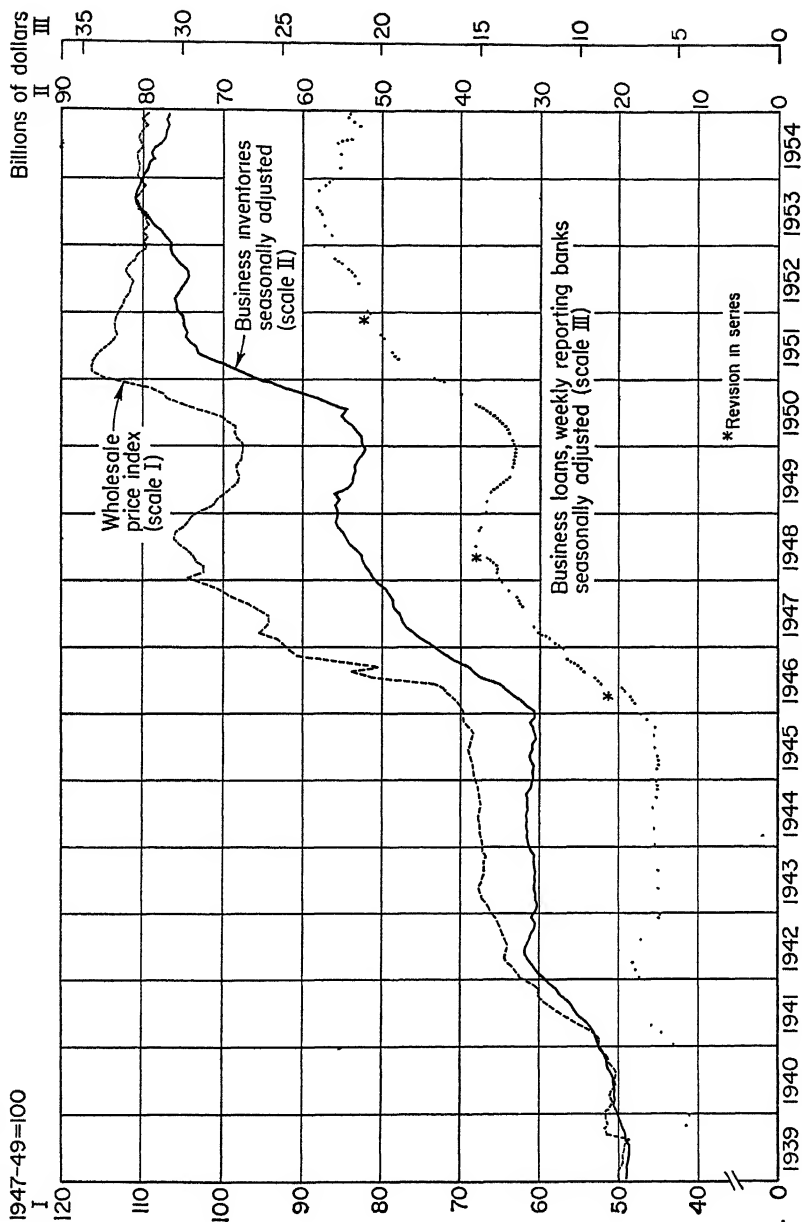 1947-49=100
I
Billions of dollars
II III
120
110
100
90
80
70
60
50
40
0
90
80
70
60
50
40
30
20
10
0
35
30
25
20
15
10
5
0
Wholesale
price index
(scale I)
Business inventories
seasonally adjusted
(scale II)
Business loans, weekly reporting banks
seasonally adjusted (scale III)
*
*
*
*Revision in series
1939 1940 1941 1942 1943 1944 1945 1946 1947 1948 1949 1950 1951 1952 1953 1954